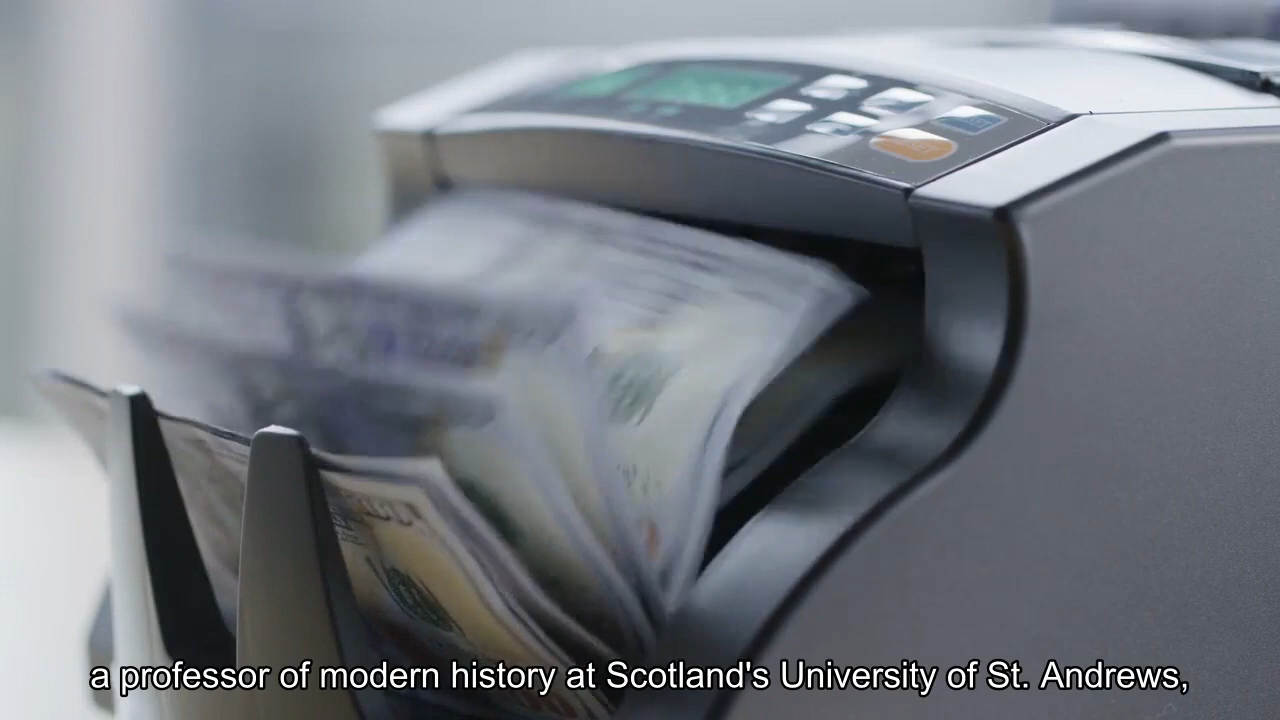 a professor of modern history at Scotland's University of St. Andrews,